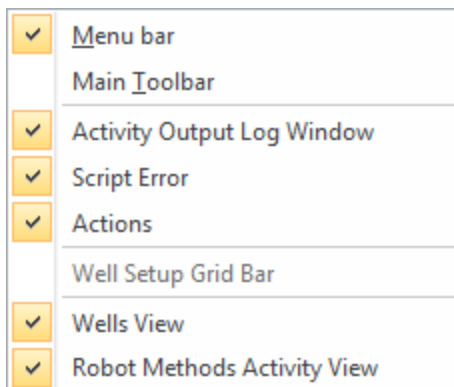 Menu bar
Main Toolbar
Activity Output Log Window
Script Error
Actions
Well Setup Grid Bar
Wells View
Robot Methods Activity View